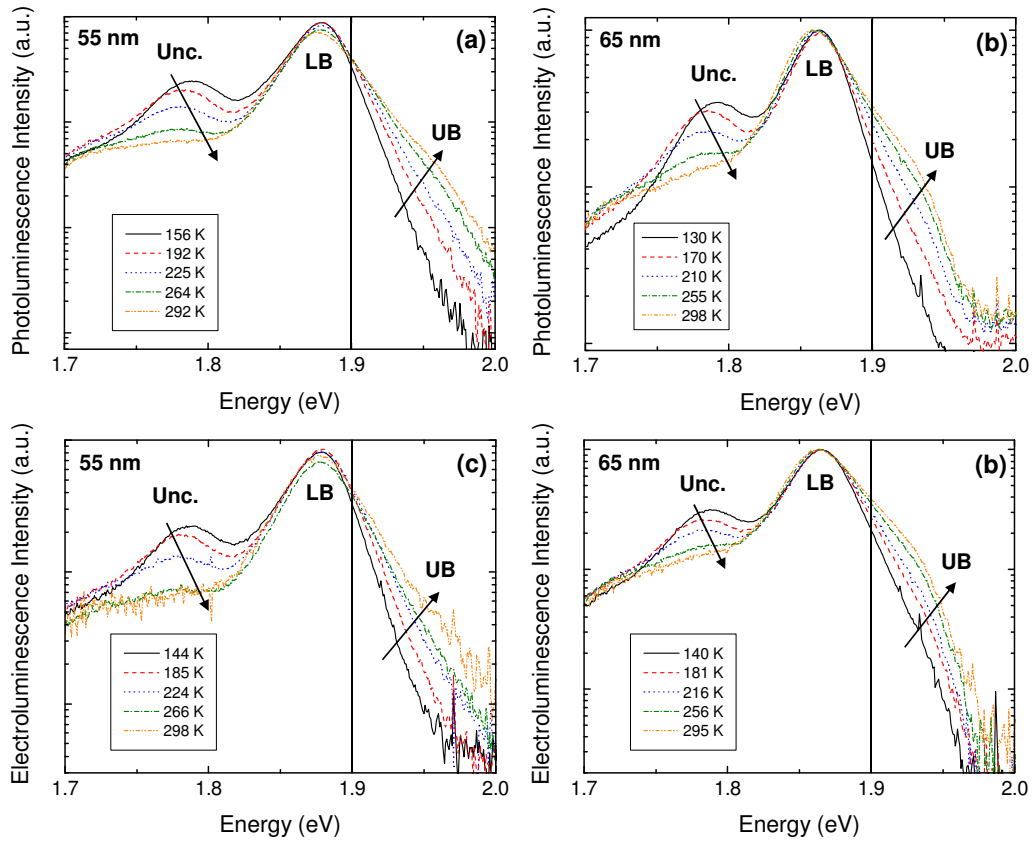 55 nm
(a)
Unc.
LB
UB
156 K
192 K
225 K
264 K
292 K
Photoluminescence Intensity (a.u.)
1.7 1.8 1.9 2.0
Energy (eV)
65 nm
(b)
Unc.
LB
UB
130 K
170 K
210 K
255 K
298 K
Photoluminescence Intensity (a.u.)
1.7 1.8 1.9 2.0
Energy (eV)
55 nm
(c)
Unc.
LB
UB
144 K
185 K
224 K
266 K
298 K
Electroluminescence Intensity (a.u.)
1.7 1.8 1.9 2.0
Energy (eV)
65 nm
(b)
Unc.
LB
UB
140 K
181 K
216 K
256 K
295 K
Electroluminescence Intensity (a.u.)
1.7 1.8 1.9 2.0
Energy (eV)